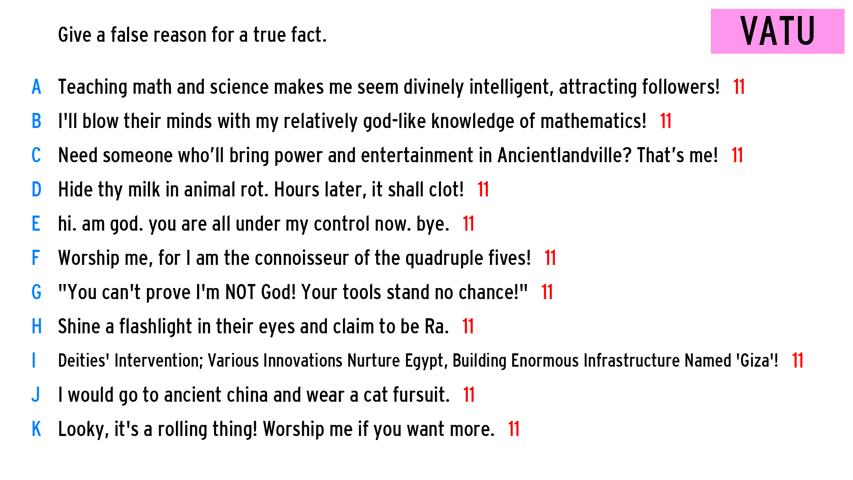 Give a false reason for a true fact.
VATU
A Teaching math and science makes me seem divinely intelligent, attracting followers! 11
B I'll blow their minds with my relatively god-like knowledge of mathematics! 11
C Need someone who’ll bring power and entertainment in Ancientlandville? That’s me! 11
D Hide thy milk in animal rot. Hours later, it shall clot! 11
E hi. am god. you are all under my control now. bye. 11
F Worship me, for I am the connoisseur of the quadruple fives! 11
G "You can't prove I'm NOT God! Your tools stand no chance!" 11
H Shine a flashlight in their eyes and claim to be Ra. 11
I Deities' Intervention; Various Innovations Nurture Egypt, Building Enormous Infrastructure Named 'Giza'! 11
J I would go to ancient china and wear a cat fursuit. 11
K Looky, it's a rolling thing! Worship me if you want more. 11